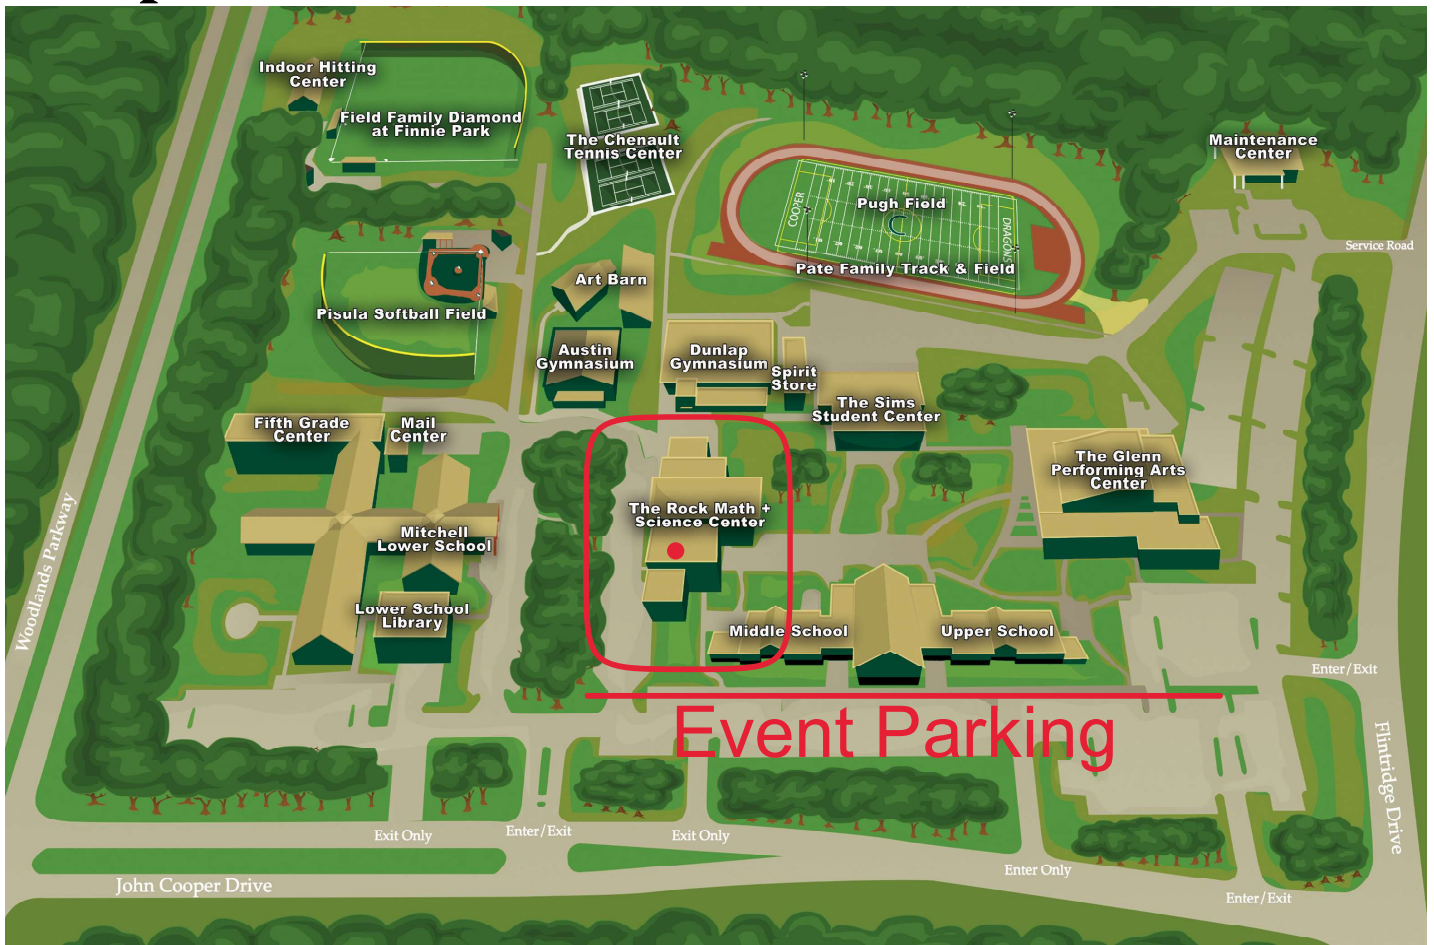 Indoor Hitting
Center
Field Family Diamond
at Finnie Park
The Chenault
Tennis Center
Maintenance
Center
Pugh Field
COOPER
C
DRAGONS
Pate Family Track & Field
Service Road
Art Barn
Pisula Softball Field
Austin
Gymnasium
Dunlap
Gymnasium
Spirit
Store
The Sims
Student Center
Fifth Grade
Center
Mail
Center
The Glenn
Performing Arts
Center
The Rock Math +
Science Center
Mitchell
Lower School
Woodlands Parkway
Lower School
Library
Middle School
Upper School
Enter/Exit
Event Parking
Flintridge Drive
Exit Only
Enter/Exit
Exit Only
Enter Only
John Cooper Drive
Enter/Exit